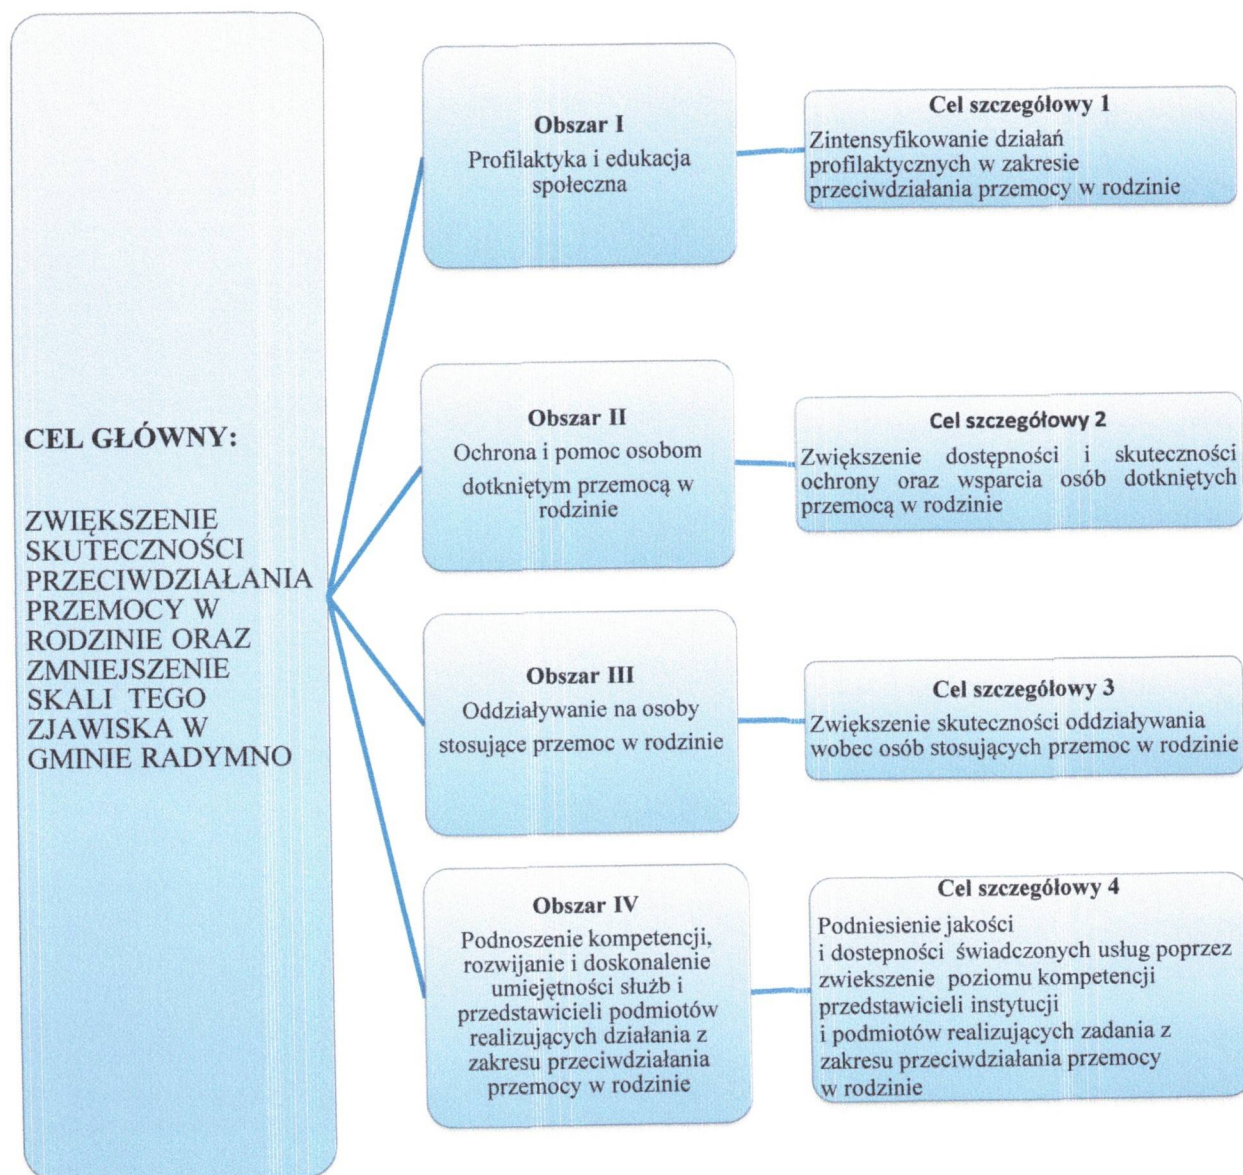 CEL GŁÓWNY:
ZWIĘKSZENIE
SKUTECZNOŚCI
PRZECIWDZIAŁANIA
PRZEMOCY W
RODZINIE ORAZ
ZMNIEJSZENIE
SKALI TEGO
ZJAWISKA W
GMINIE RADYMNO
Obszar I
Profilaktyka i edukacja
społeczna
Cel szczegółowy 1
Zintensyfikowanie działań
profilaktycznych w zakresie
przeciwdziałania przemocy w rodzinie
Obszar II
Ochrona i pomoc osobom
dotkniętym przemocą w
rodzinie
Cel szczegółowy 2
Zwiększenie dostępności i skuteczności
ochrony oraz wsparcia osób dotkniętych
przemocą w rodzinie
Obszar III
Oddziaływanie na osoby
stosujące przemoc w rodzinie
Cel szczegółowy 3
Zwiększenie skuteczności oddziaływania
wobec osób stosujących przemoc w rodzinie
Obszar IV
Podnoszenie kompetencji,
rozwijanie i doskonalenie
umiejętności służb i
przedstawicieli podmiotów
realizujących działania z
zakresu przeciwdziałania
przemocy w rodzinie
Cel szczegółowy 4
Podniesienie jakości
i dostepności świadczonych usług poprzez
zwiekszenie poziomu kompetencji
przedstawicieli instytucji
i podmiotów realizujących zadania z
zakresu przeciwdziałania przemocy
w rodzinie